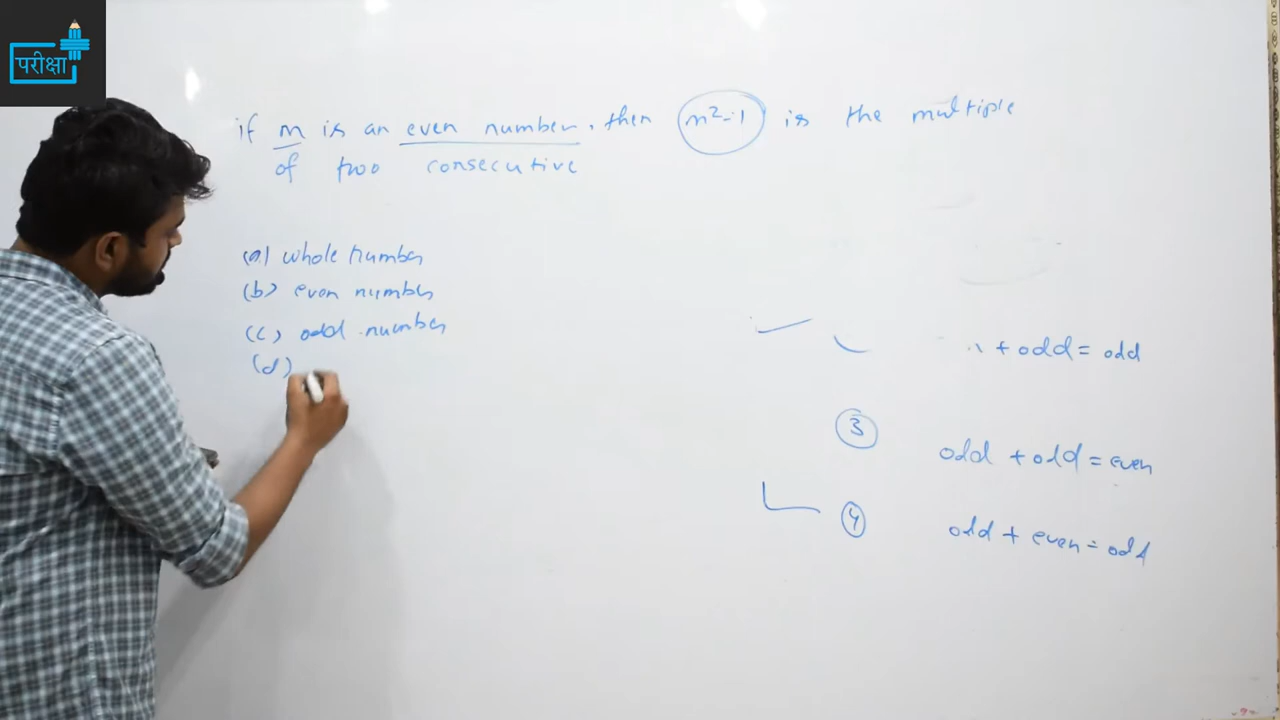 परीक्षा
if m is an even number, then m²-1 is the multiple
of two consecutive
(a) whole number
(b) even number
(c) odd number
(d)
+ odd = odd
③ odd + odd = even
④ odd + even = odd